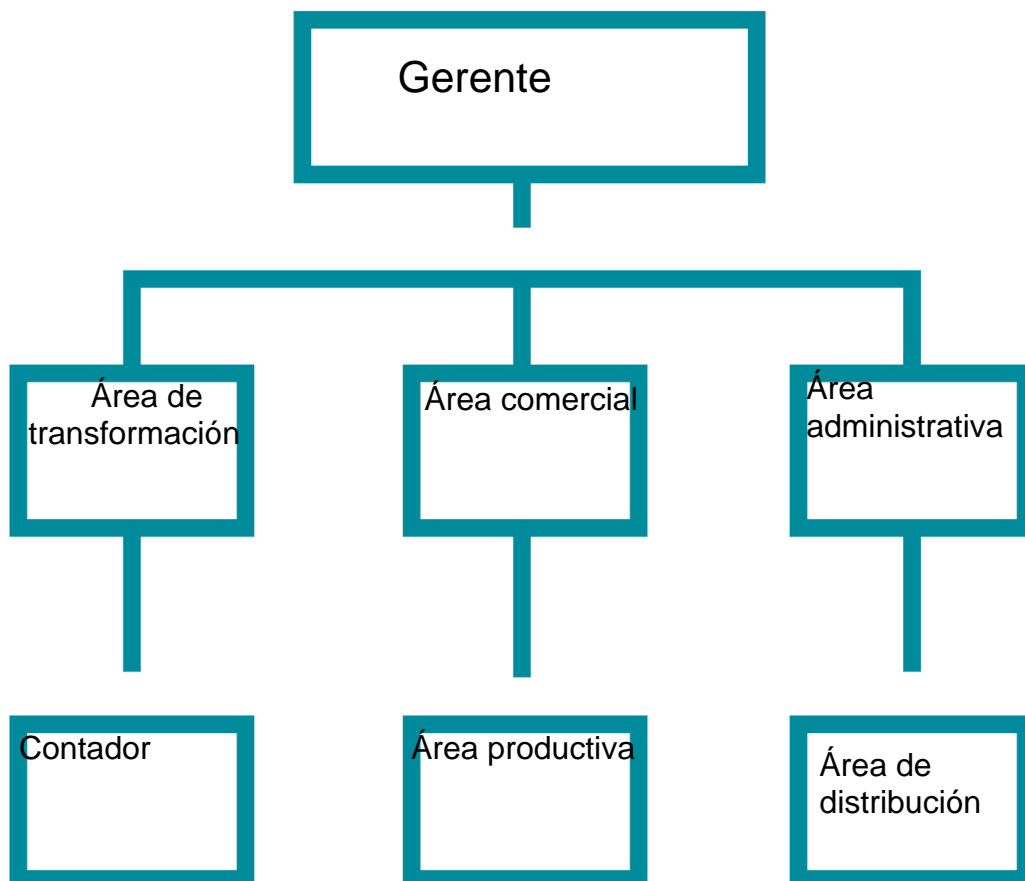 Gerente
Área de
transformación
Área comercial
Área
administrativa
Contador
Área productiva
Área de
distribución